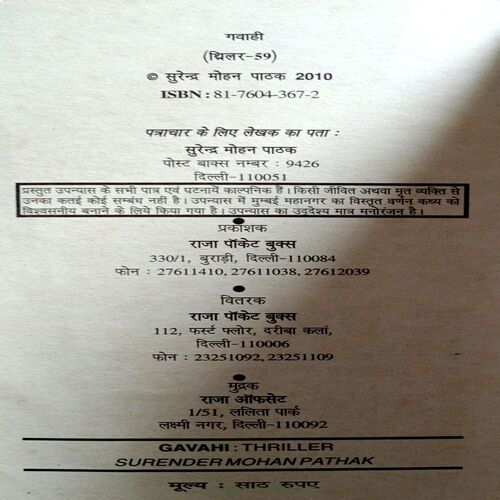 गवाही
(थ्रिलर-59)
© सुरेन्द्र मोहन पाठक 2010
ISBN : 81-7604-367-2
पत्राचार के लिए लेखक का पता :
सुरेन्द्र मोहन पाठक
पोस्ट बाक्स नम्बर : 9426
दिल्ली-110051
प्रस्तुत उपन्यास के सभी पात्र एवं घटनायें काल्पनिक हैं। किसी जीवित अथवा मृत व्यक्ति से
उनका कतई कोई सम्बंध नहीं है। उपन्यास में मुम्बई महानगर का विस्तृत वर्णन कथ्य को
विश्वसनीय बनाने के लिये किया गया है। उपन्यास का उद्देश्य मात्र मनोरंजन है।
प्रकाशक
राजा पॉकेट बुक्स
330/1, बुराड़ी, दिल्ली-110084
फोन : 27611410, 27611038, 27612039
वितरक
राजा पॉकेट बुक्स
112, फर्स्ट फ्लोर, दरीबा कलां,
दिल्ली-110006
फोन : 23251092, 23251109
मुद्रक
राजा ऑफसेट
1/51, ललिता पार्क
लक्ष्मी नगर, दिल्ली-110092
GAVAHI : THRILLER
SURENDER MOHAN PATHAK
मूल्य : साठ रुपए